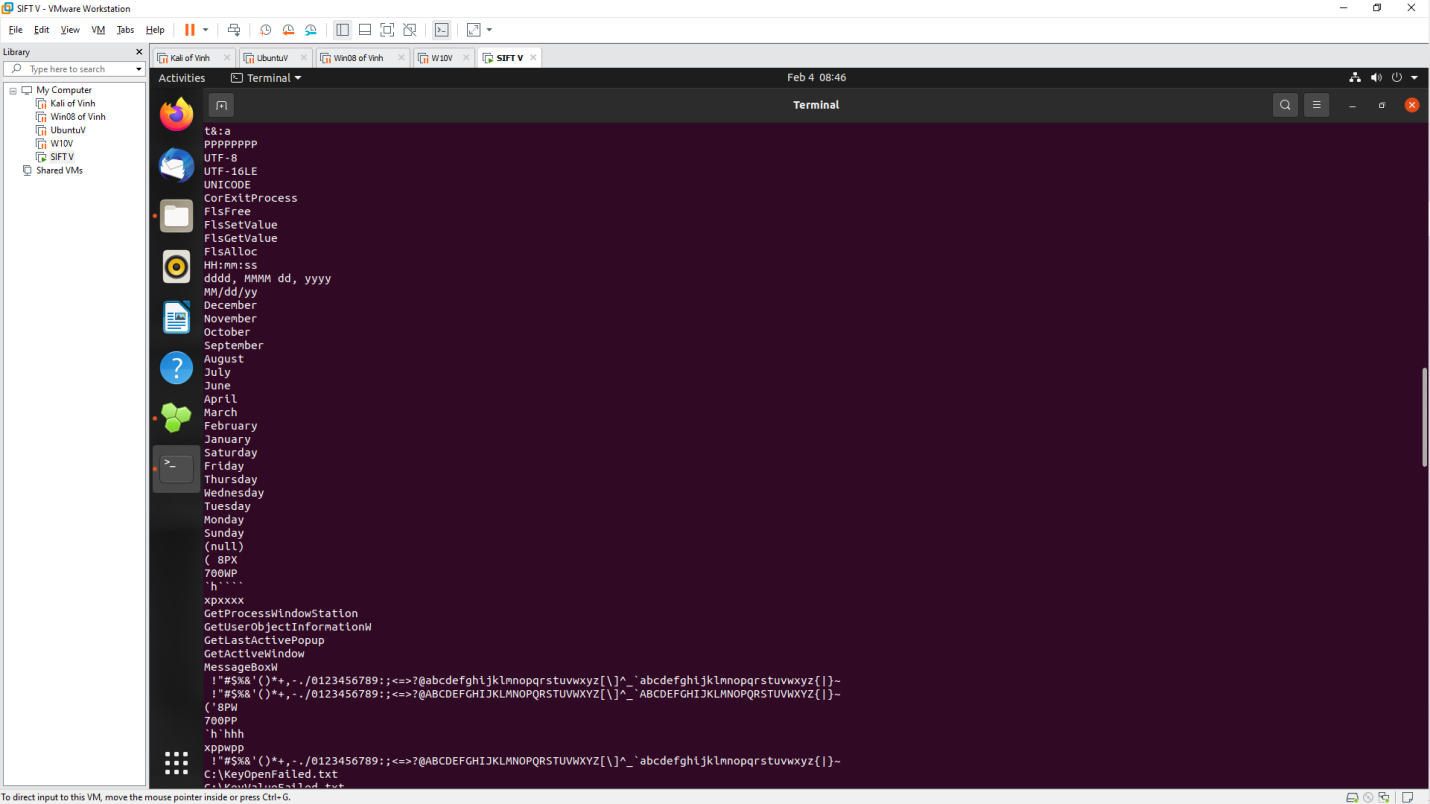 SIFT V - VMware Workstation
File Edit View VM Tabs Help
Library
Type here to search
My Computer
Kali of Vinh
Win08 of Vinh
UbuntuV
W10V
SIFT V
Shared VMs
Kali of Vinh UbuntuV Win08 of Vinh W10V SIFT V
Activities Terminal Feb 4 08:46
Terminal
t&:a
PPPPPPPP
UTF-8
UTF-16LE
UNICODE
CorExitProcess
FlsFree
FlsSetValue
FlsGetValue
FlsAlloc
HH:mm:ss
dddd, MMMM dd, yyyy
MM/dd/yy
December
November
October
September
August
July
June
April
March
February
January
Saturday
Friday
Thursday
Wednesday
Tuesday
Monday
Sunday
(null)
( 8PX
700WP
`h````
xpxxxx
GetProcessWindowStation
GetUserObjectInformationW
GetLastActivePopup
GetActiveWindow
MessageBoxW
 !"#$%&'()*+,-./0123456789:;<=>?@abcdefghijklmnopqrstuvwxyz[\]^_`abcdefghijklmnopqrstuvwxyz{|}~
 !"#$%&'()*+,-./0123456789:;<=>?@ABCDEFGHIJKLMNOPQRSTUVWXYZ[\]^_`ABCDEFGHIJKLMNOPQRSTUVWXYZ{|}~
('8PW
700PP
`h`hhh
xppwpp
 !"#$%&'()*+,-./0123456789:;<=>?@ABCDEFGHIJKLMNOPQRSTUVWXYZ[\]^_`abcdefghijklmnopqrstuvwxyz{|}~
C:\KeyOpenFailed.txt
C:\KeyValueFailed.txt
To direct input to this VM, move the mouse pointer inside or press Ctrl+G.